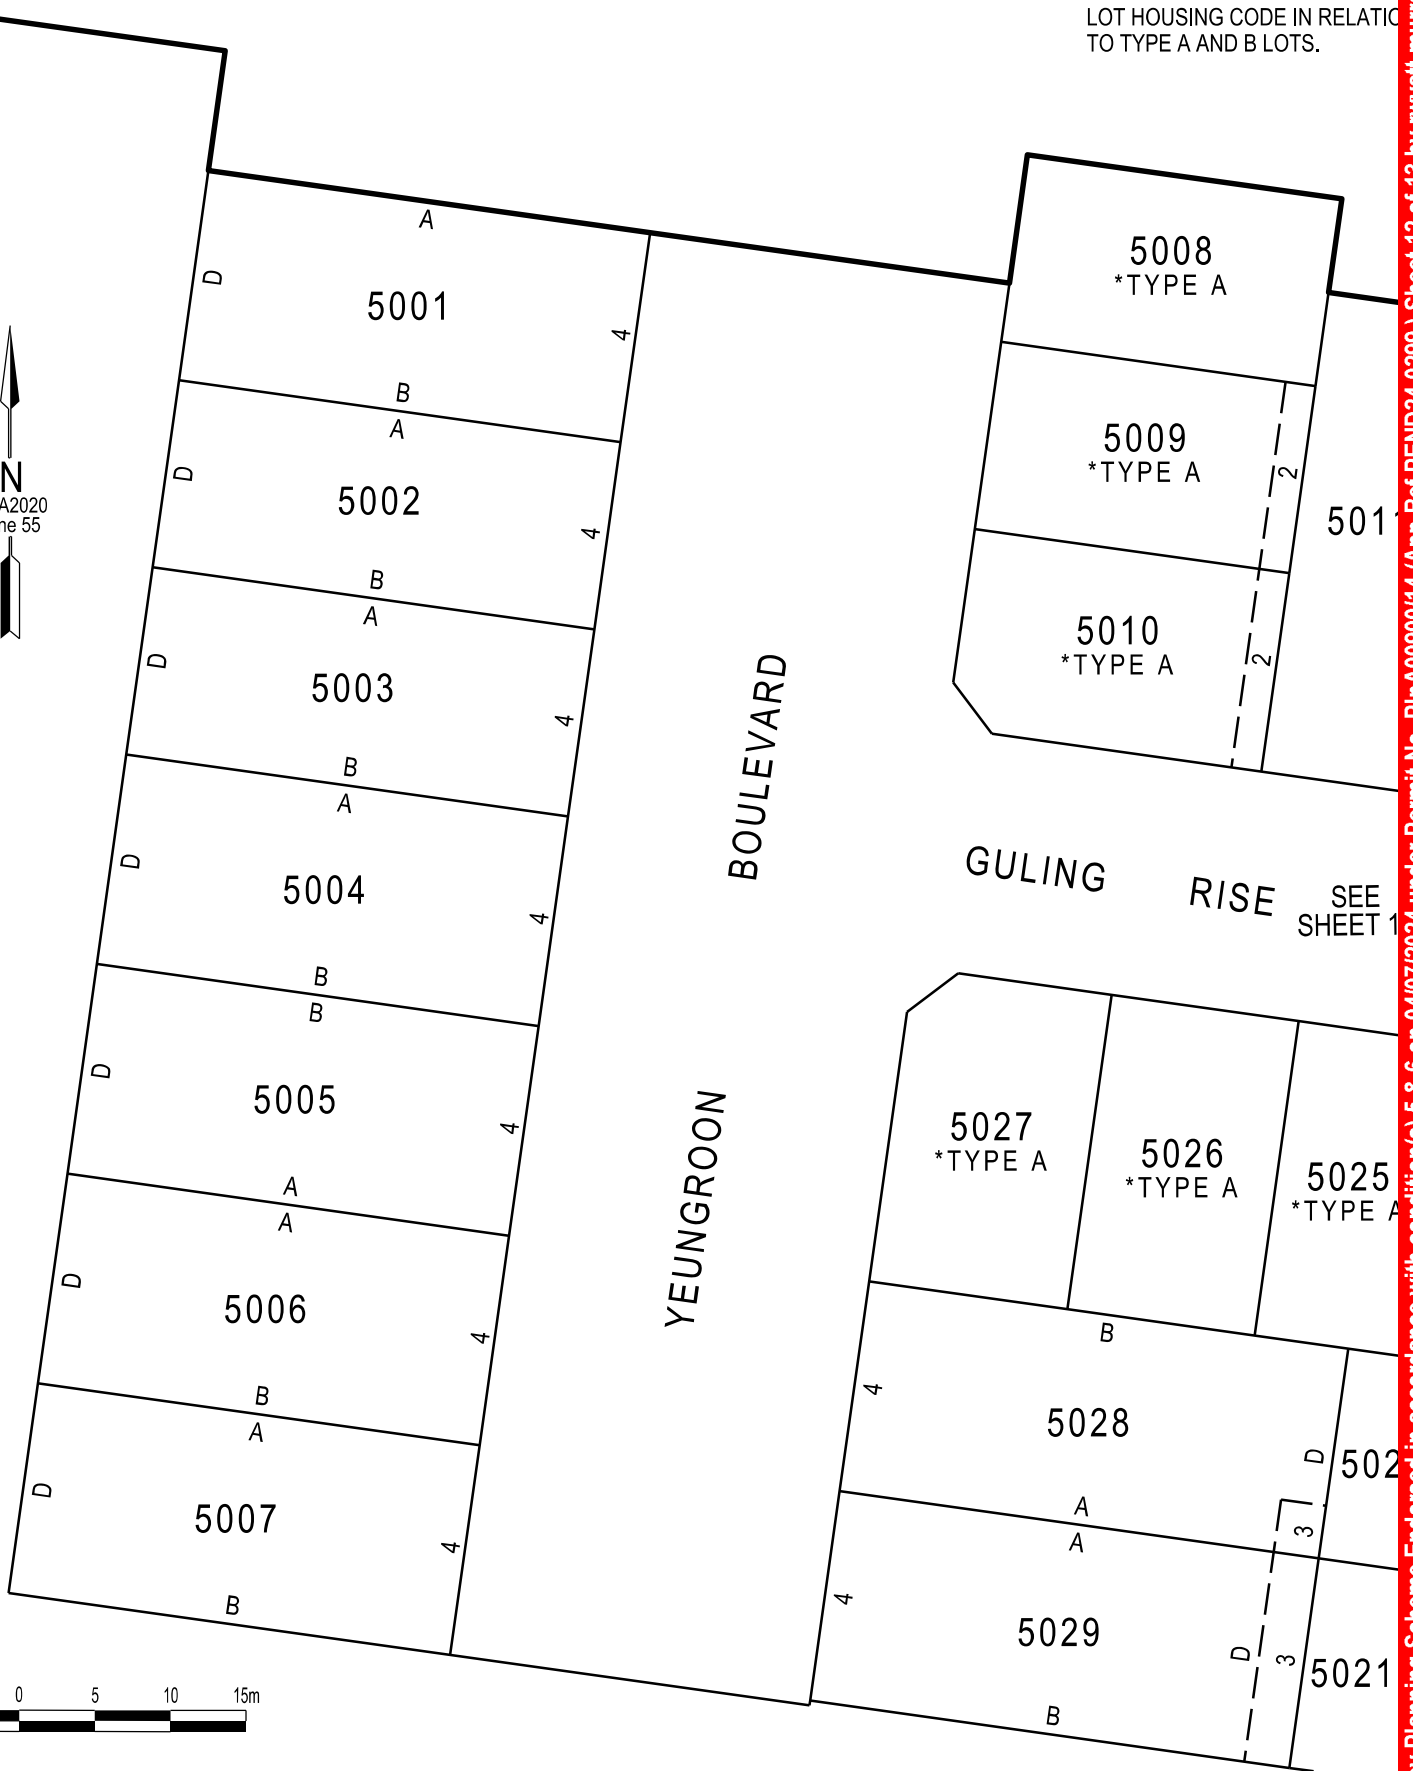 LOT HOUSING CODE IN RELATIO
TO TYPE A AND B LOTS.
A
D
5001
4
B
A
D
5002
4
B
A
D
5003
4
B
A
D
5004
4
B
B
D
5005
4
A
A
D
5006
4
B
A
D
5007
4
B
N
A2020
ne 55
5008
*TYPE A
5009
*TYPE A
2
5010
*TYPE A
2
5011
BOULEVARD
YEUNGROON
GULING RISE
SEE
SHEET 1
5027
*TYPE A
5026
*TYPE A
5025
*TYPE A
B
4
5028
D
502
A
3
A
4
5029
D
3
5021
B
0 5 10 15m